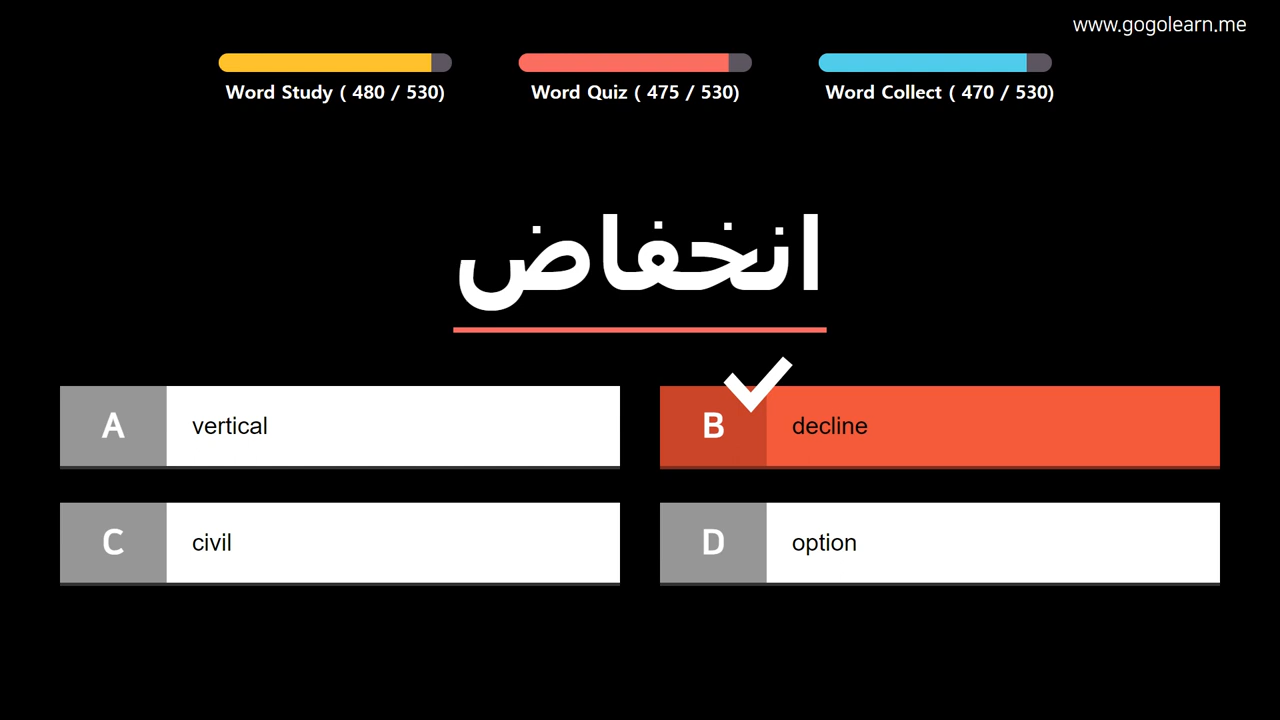 www.gogolearn.me
Word Study ( 480 / 530)
Word Quiz ( 475 / 530)
Word Collect ( 470 / 530)
انخفاض
A
vertical
B
decline
C
civil
D
option